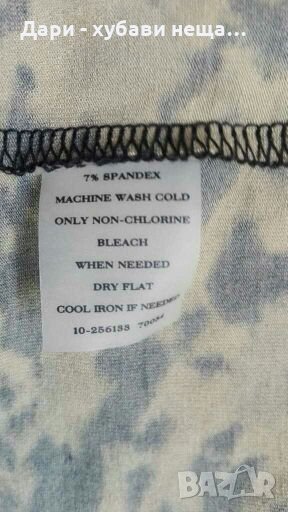 Дари - хубави неща...
7% SPANDEX
MACHINE WASH COLD
ONLY NON-CHLORINE
BLEACH
WHEN NEEDED
DRY FLAT
COOL IRON IF NEEDED
10-256133 70084
bazar